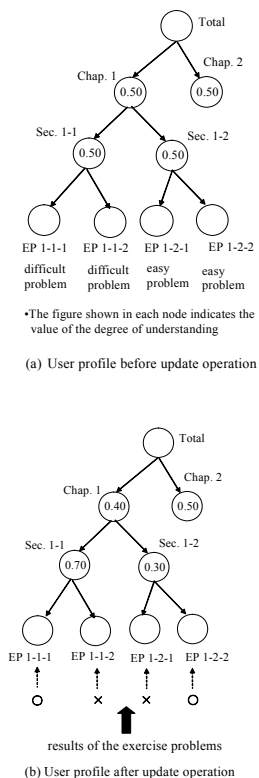 Total
Chap. 2
Chap. 1
0.50
0.50
Sec. 1-1
Sec. 1-2
0.50
0.50
EP 1-1-1
EP 1-1-2
EP 1-2-1
EP 1-2-2
difficult
problem
difficult
problem
easy
problem
easy
problem
•The figure shown in each node indicates the
value of the degree of understanding
(a) User profile before update operation
Total
Chap. 2
Chap. 1
0.40
0.50
Sec. 1-1
Sec. 1-2
0.70
0.30
EP 1-1-1
EP 1-1-2
EP 1-2-1
EP 1-2-2
results of the exercise problems
(b) User profile after update operation